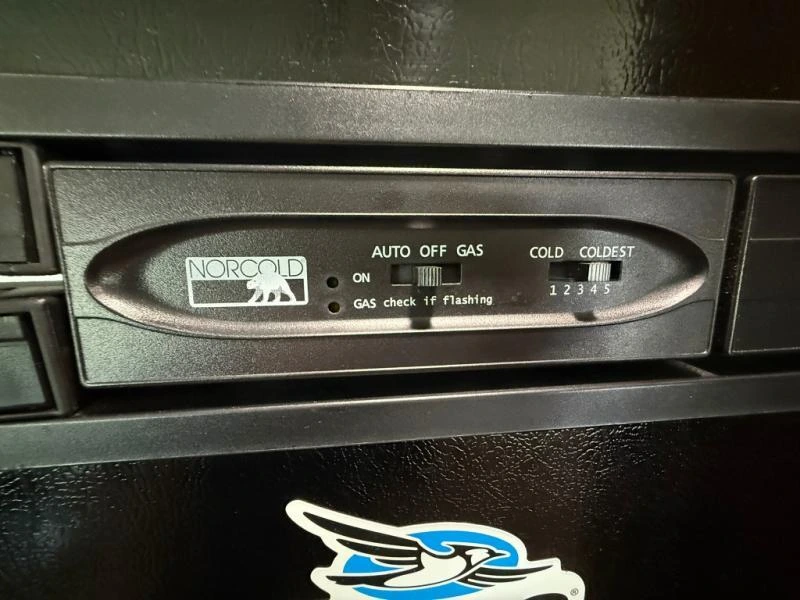 NORCOLD
AUTO OFF GAS
ON
GAS check if flashing
COLD COLDEST
1 2 3 4 5
®